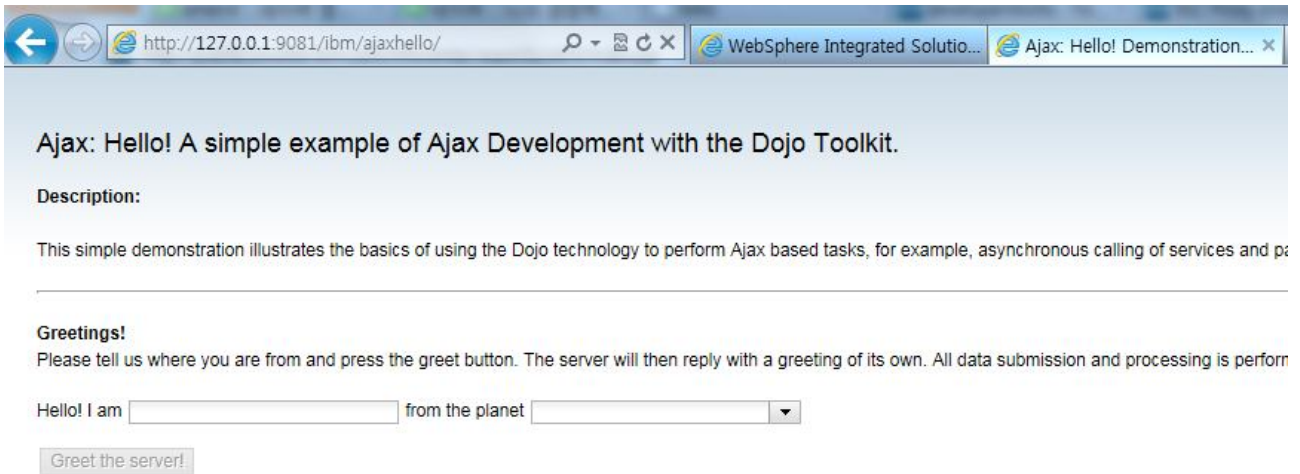 http://127.0.0.1:9081/ibm/ajaxhello/
WebSphere Integrated Solutio...
Ajax: Hello! Demonstration...
Ajax: Hello! A simple example of Ajax Development with the Dojo Toolkit.
Description:
This simple demonstration illustrates the basics of using the Dojo technology to perform Ajax based tasks, for example, asynchronous calling of services and pa
Greetings!
Please tell us where you are from and press the greet button. The server will then reply with a greeting of its own. All data submission and processing is perforn
Hello! I am from the planet
Greet the server!